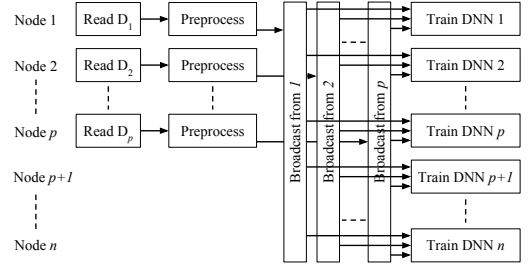 Node 1 Read D1 Preprocess Train DNN 1
Node 2 Read D2 Preprocess Train DNN 2
Node p Read Dp Preprocess Train DNN p
Node p+1 Train DNN p+1
Node n Train DNN n
Broadcast from 1
Broadcast from 2
Broadcast from p